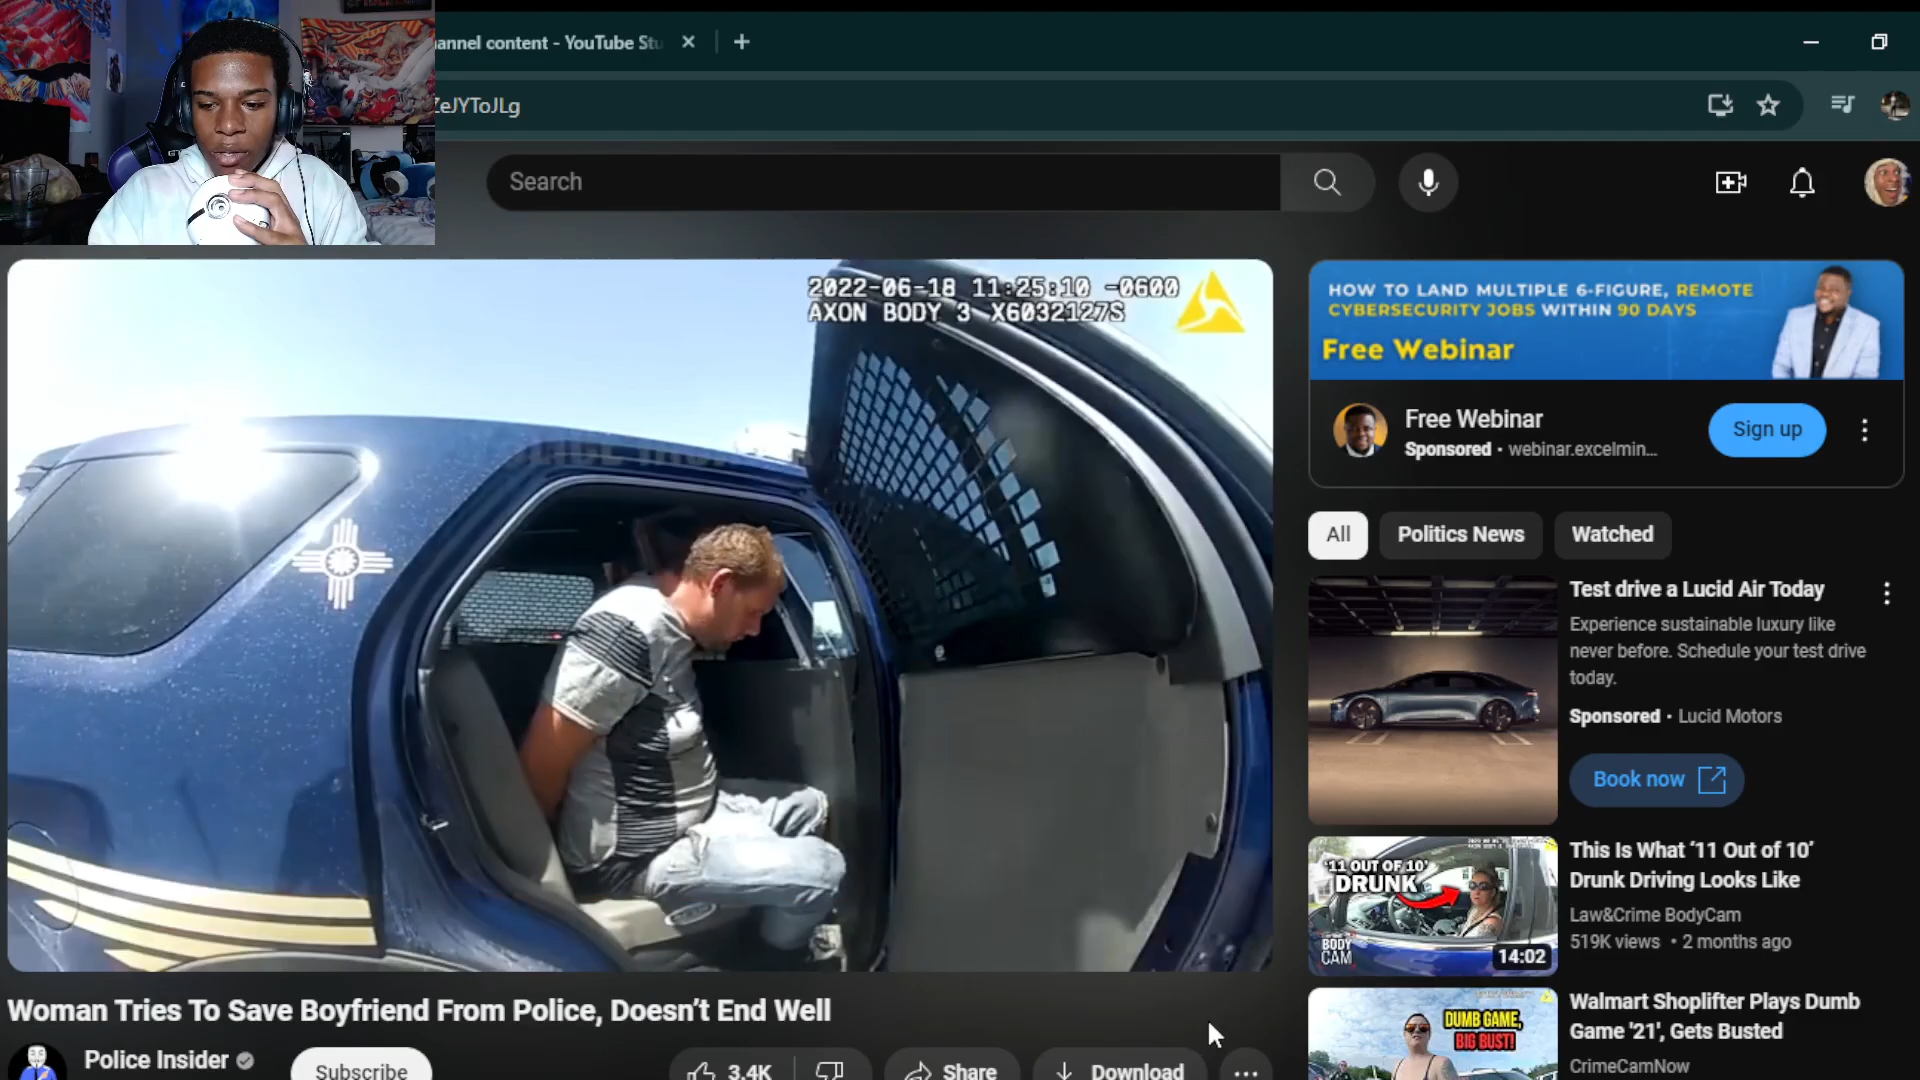 hannel content - YouTube Stu
ZeJYToJLg
Search
2022-06-18 11:25:10 -0600
AXON BODY 3 X6032127S
HOW TO LAND MULTIPLE 6-FIGURE, REMOTE
CYBERSECURITY JOBS WITHIN 90 DAYS
Free Webinar
Free Webinar
Sponsored • webinar.excelmin...
Sign up
All
Politics News
Watched
Test drive a Lucid Air Today
Experience sustainable luxury like
never before. Schedule your test drive
today.
Sponsored • Lucid Motors
Book now
'11 OUT OF 10'
DRUNK
BODY
CAM
14:02
This Is What ‘11 Out of 10’
Drunk Driving Looks Like
Law&Crime BodyCam
519K views • 2 months ago
DUMB GAME,
BIG BUST!
Walmart Shoplifter Plays Dumb
Game '21', Gets Busted
CrimeCamNow
Woman Tries To Save Boyfriend From Police, Doesn’t End Well
Police Insider
Subscribe
3.4K
Share
Download